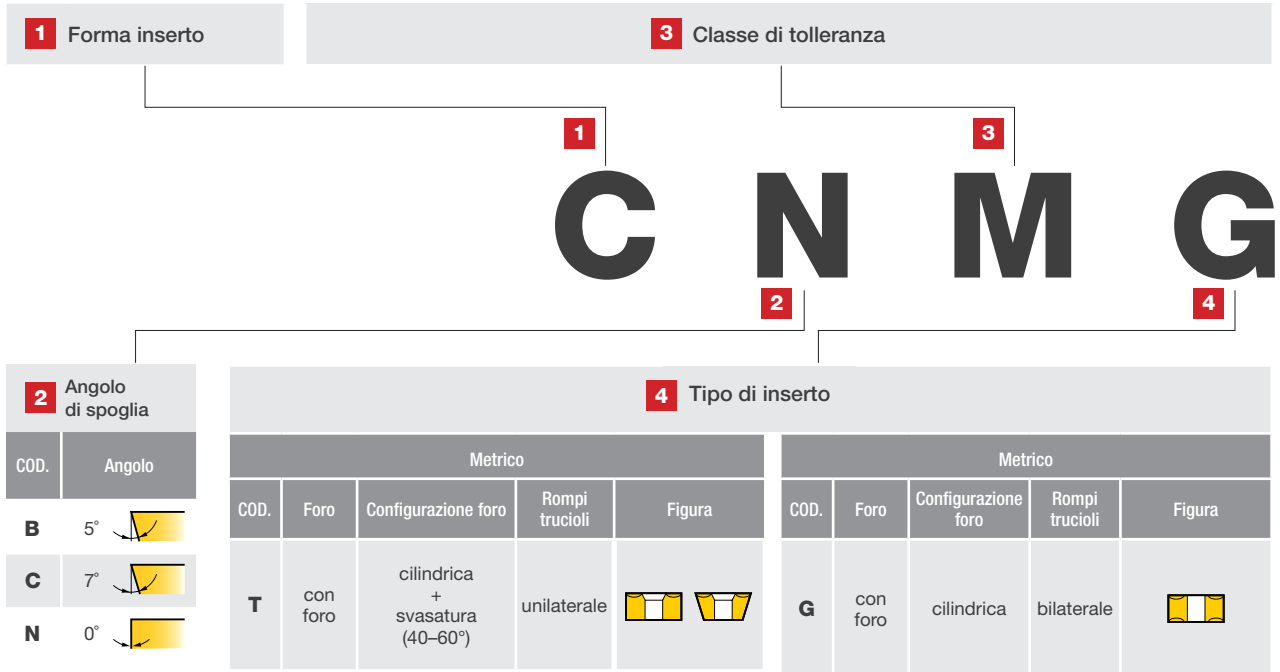 1 Forma inserto
3 Classe di tolleranza
1
3
C N M G
2
4
2 Angolo
di spoglia
COD. Angolo
B 5°
C 7°
N 0°
4 Tipo di inserto
Metrico
COD. Foro Configurazione foro Rompi
trucioli Figura
T con
foro cilindrica
+
svasatura
(40–60°) unilaterale
Metrico
COD. Foro Configurazione
foro Rompi
trucioli Figura
G con
foro cilindrica bilaterale